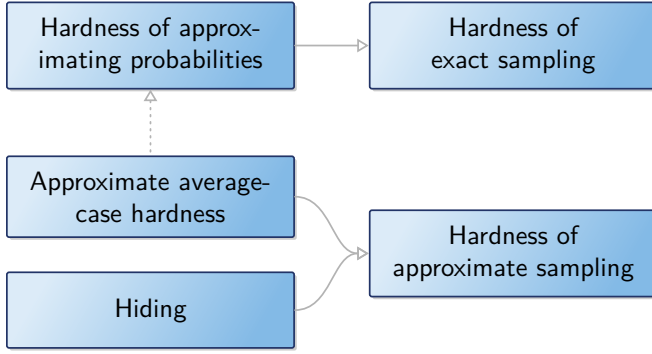 Hardness of approx-
imating probabilities
Hardness of
exact sampling
Approximate average-
case hardness
Hardness of
approximate sampling
Hiding